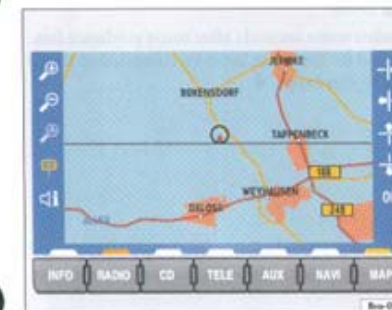 JEMBKE
BOKENSDORF
TAPPENBECK
188
WEYHAUSEN
248
OSLOSS
INFO RADIO CD TELE AUX NAVI MAP